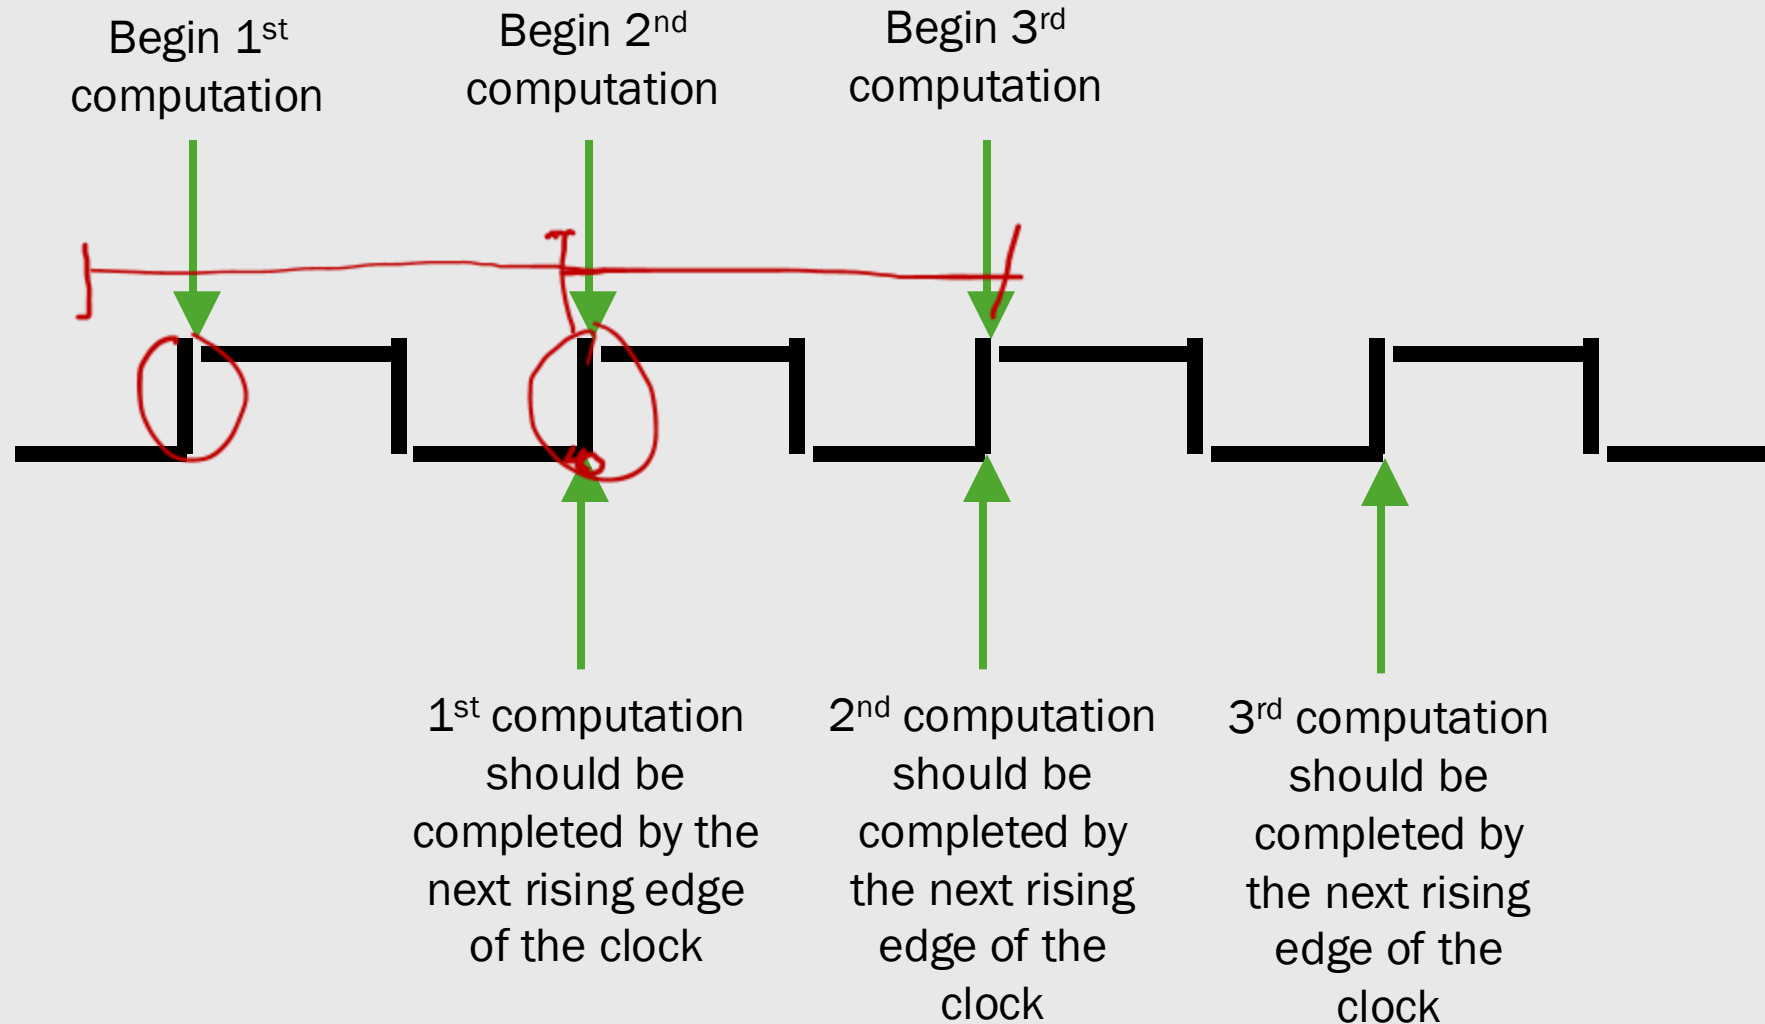 Begin 1st
computation
Begin 2nd
computation
Begin 3rd
computation
1st computation
should be
completed by the
next rising edge
of the clock
2nd computation
should be
completed by
the next rising
edge of the
clock
3rd computation
should be
completed by
the next rising
edge of the
clock